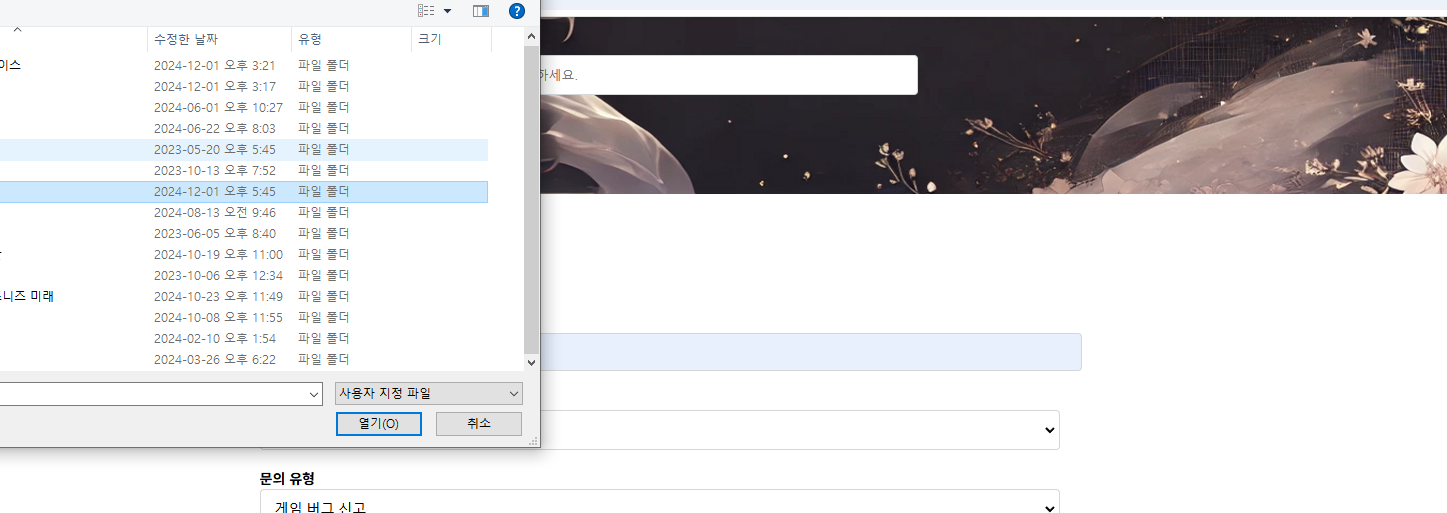 수정한 날짜 유형 크기
이스 2024-12-01 오후 3:21 파일 폴더
2024-12-01 오후 3:17 파일 폴더
2024-06-01 오후 10:27 파일 폴더
2024-06-22 오후 8:03 파일 폴더
2023-05-20 오후 5:45 파일 폴더
2023-10-13 오후 7:52 파일 폴더
2024-12-01 오후 5:45 파일 폴더
2024-08-13 오전 9:46 파일 폴더
2023-06-05 오후 8:40 파일 폴더
2024-10-19 오후 11:00 파일 폴더
2023-10-06 오후 12:34 파일 폴더
니즈 미래 2024-10-23 오후 11:49 파일 폴더
2024-10-08 오후 11:55 파일 폴더
2024-02-10 오후 1:54 파일 폴더
2024-03-26 오후 6:22 파일 폴더
하세요.
사용자 지정 파일
열기(O) 취소
문의 유형
게임 버그 신고